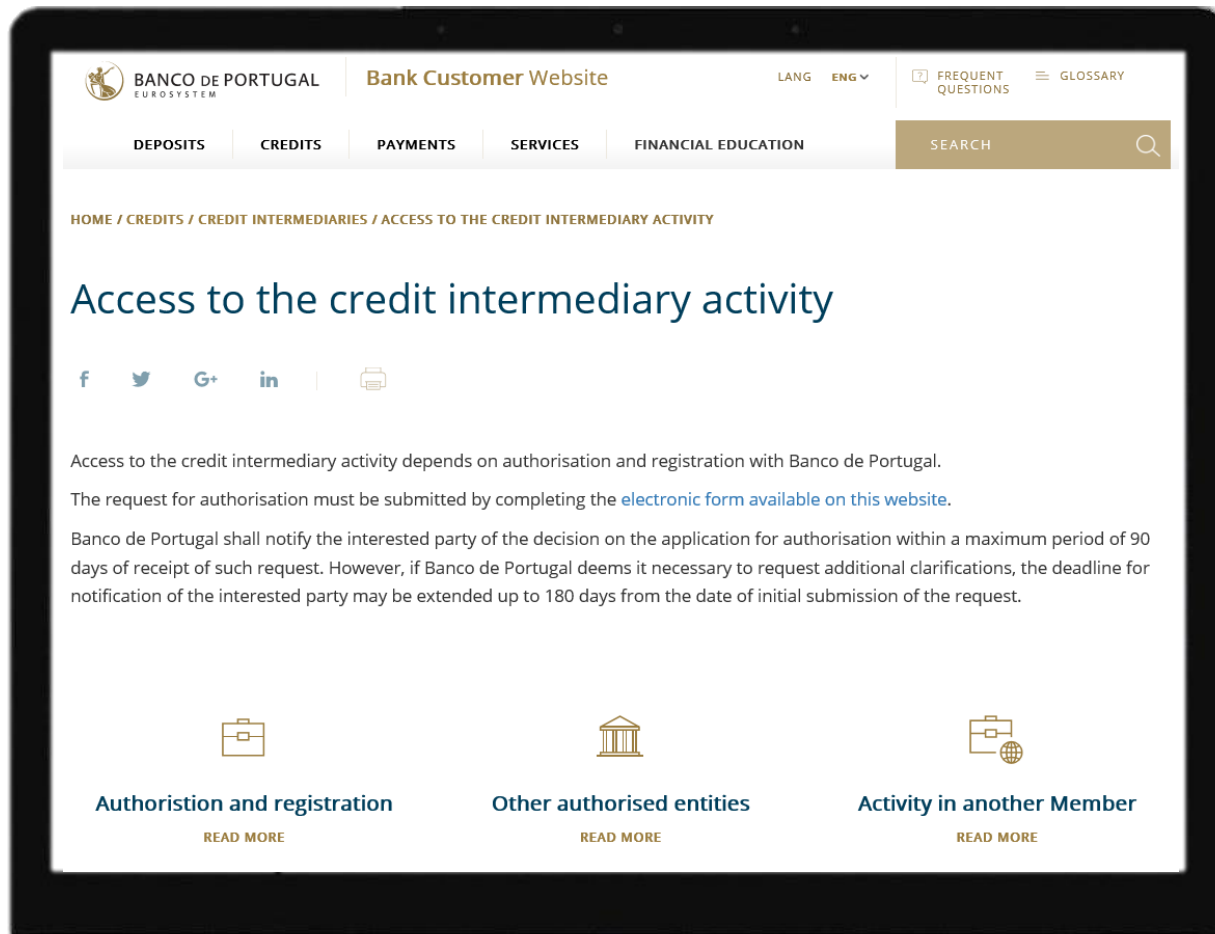 BANCO DE PORTUGAL
EUROSYSTEM
Bank Customer Website
LANG ENG
FREQUENT
QUESTIONS
GLOSSARY
DEPOSITS CREDITS PAYMENTS SERVICES FINANCIAL EDUCATION SEARCH
HOME / CREDITS / CREDIT INTERMEDIARIES / ACCESS TO THE CREDIT INTERMEDIARY ACTIVITY
Access to the credit intermediary activity
f G+ in
Access to the credit intermediary activity depends on authorisation and registration with Banco de Portugal.
The request for authorisation must be submitted by completing the electronic form available on this website.
Banco de Portugal shall notify the interested party of the decision on the application for authorisation within a maximum period of 90
days of receipt of such request. However, if Banco de Portugal deems it necessary to request additional clarifications, the deadline for
notification of the interested party may be extended up to 180 days from the date of initial submission of the request.
Authoristion and registration
READ MORE
Other authorised entities
READ MORE
Activity in another Member
READ MORE